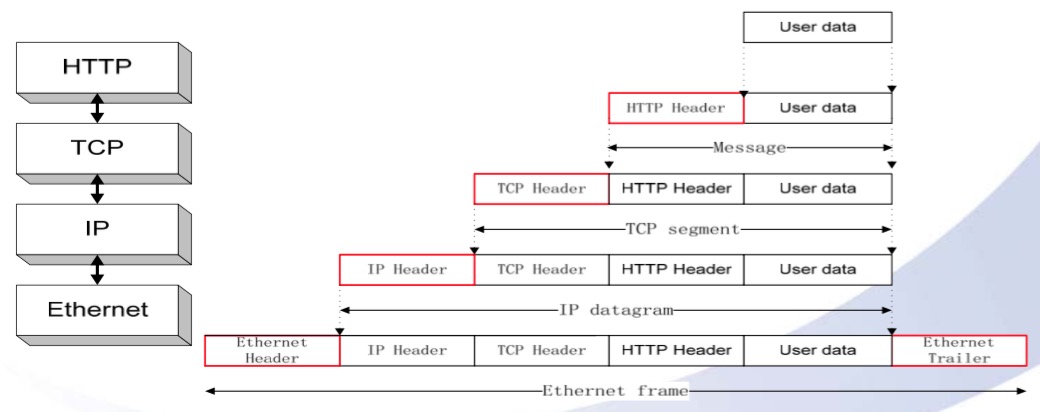 User data
HTTP
HTTP Header User data
Message
TCP
TCP Header HTTP Header User data
TCP segment
IP
IP Header TCP Header HTTP Header User data
IP datagram
Ethernet
Ethernet Header IP Header TCP Header HTTP Header User data Ethernet Trailer
Ethernet frame